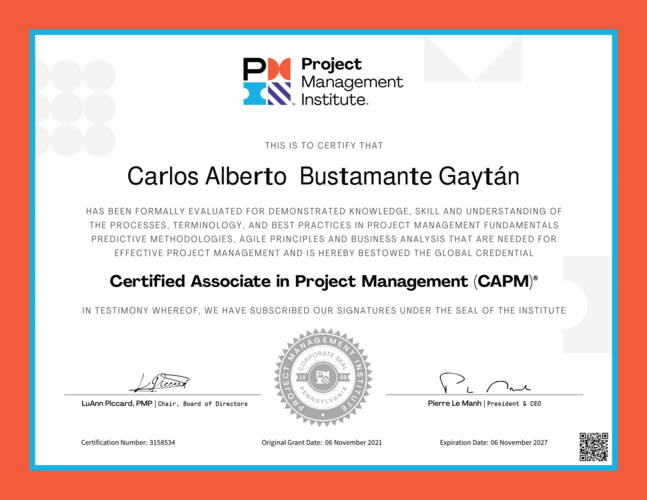 PM
Project
Management
Institute.
THIS IS TO CERTIFY THAT
Carlos Alberto Bustamante Gaytán
HAS BEEN FORMALLY EVALUATED FOR DEMONSTRATED KNOWLEDGE, SKILL AND UNDERSTANDING OF
THE PROCESSES, TERMINOLOGY, AND BEST PRACTICES IN PROJECT MANAGEMENT FUNDAMENTALS
PREDICTIVE METHODOLOGIES, AGILE PRINCIPLES AND BUSINESS ANALYSIS THAT ARE NEEDED FOR
EFFECTIVE PROJECT MANAGEMENT AND IS HEREBY BESTOWED THE GLOBAL CREDENTIAL
Certified Associate in Project Management (CAPM)®
IN TESTIMONY WHEREOF, WE HAVE SUBSCRIBED OUR SIGNATURES UNDER THE SEAL OF THE INSTITUTE
PROJECT MANAGEMENT INSTITUTE
CORPORATE SEAL
1969
PENNSYLVANIA
LuAnn Piccard, PMP | Chair, Board of Directors
Pierre Le Manh | President & CEO
Certification Number: 3158534
Original Grant Date: 06 November 2021
Expiration Date: 06 November 2027